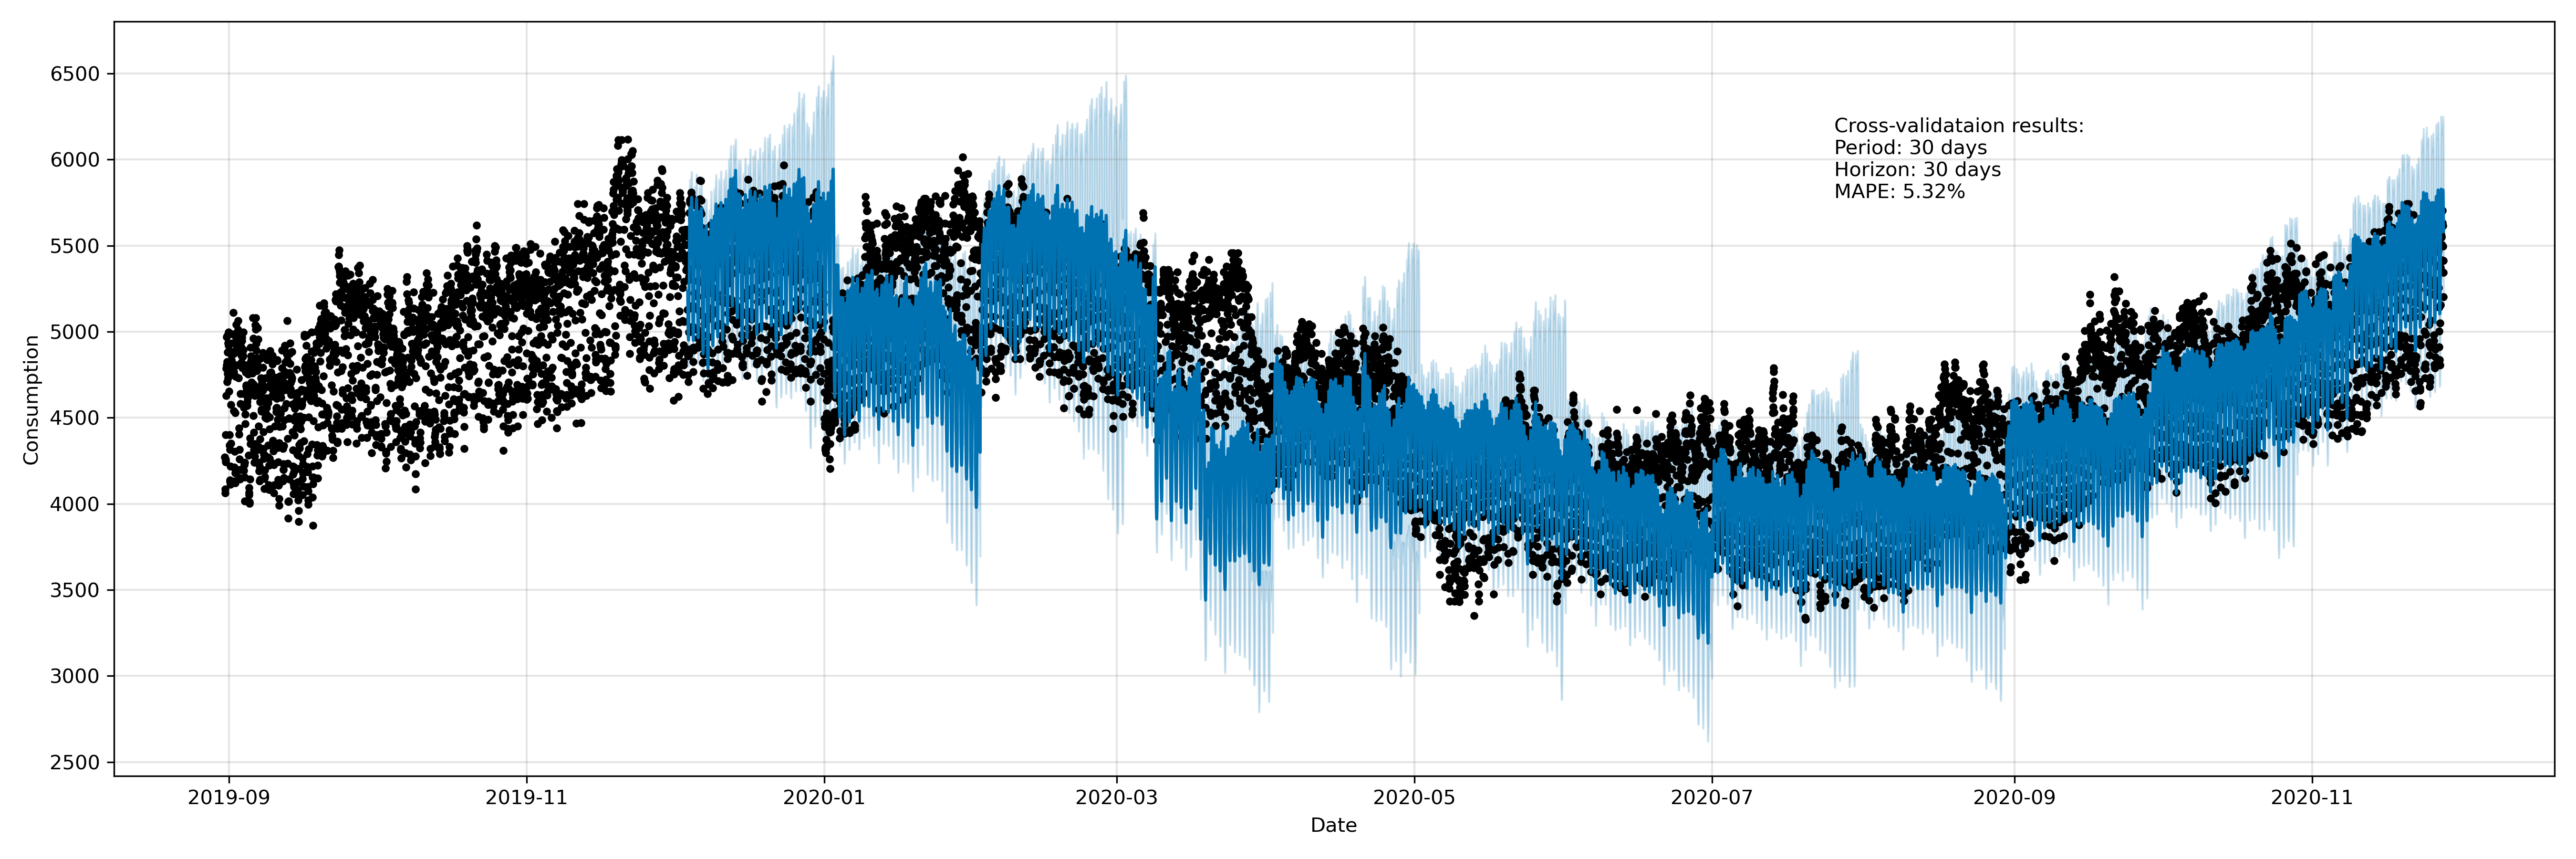 6500
6000
5500
5000
4500
4000
3500
3000
2500
Consumption
Cross-validataion results:
Period: 30 days
Horizon: 30 days
MAPE: 5.32%
2019-09 2019-11 2020-01 2020-03 2020-05 2020-07 2020-09 2020-11
Date